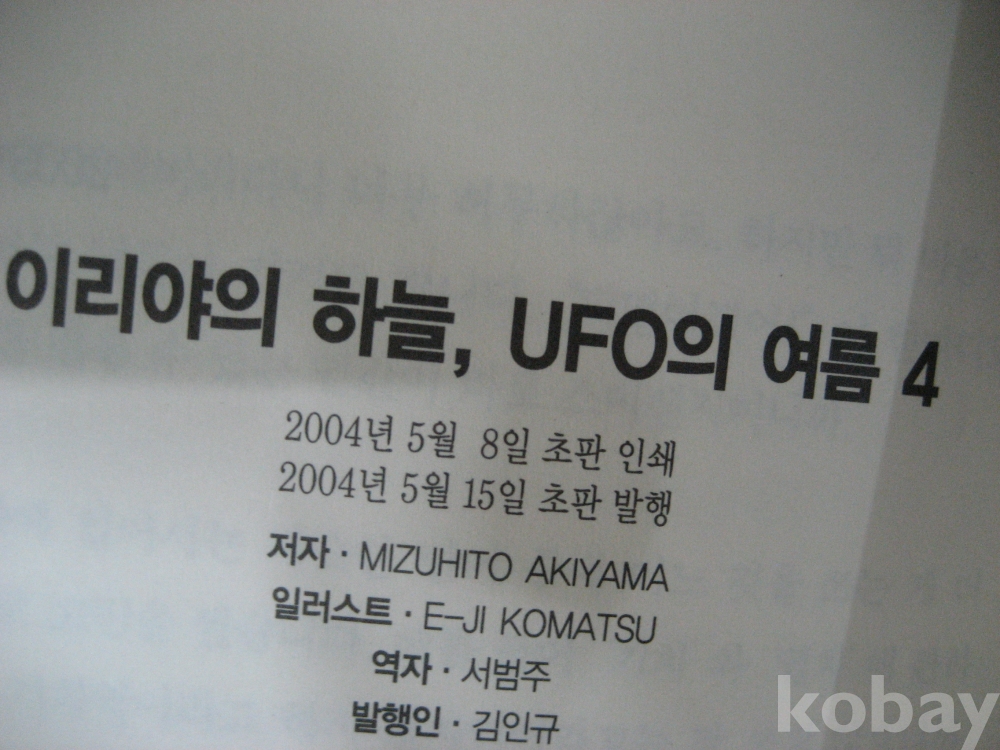 이리야의 하늘, UFO의 여름 4
2004년 5월 8일 초판 인쇄
2004년 5월 15일 초판 발행
저자 · MIZUHITO AKIYAMA
일러스트 · E-JI KOMATSU
역자 · 서범주
발행인 · 김인규
kobay